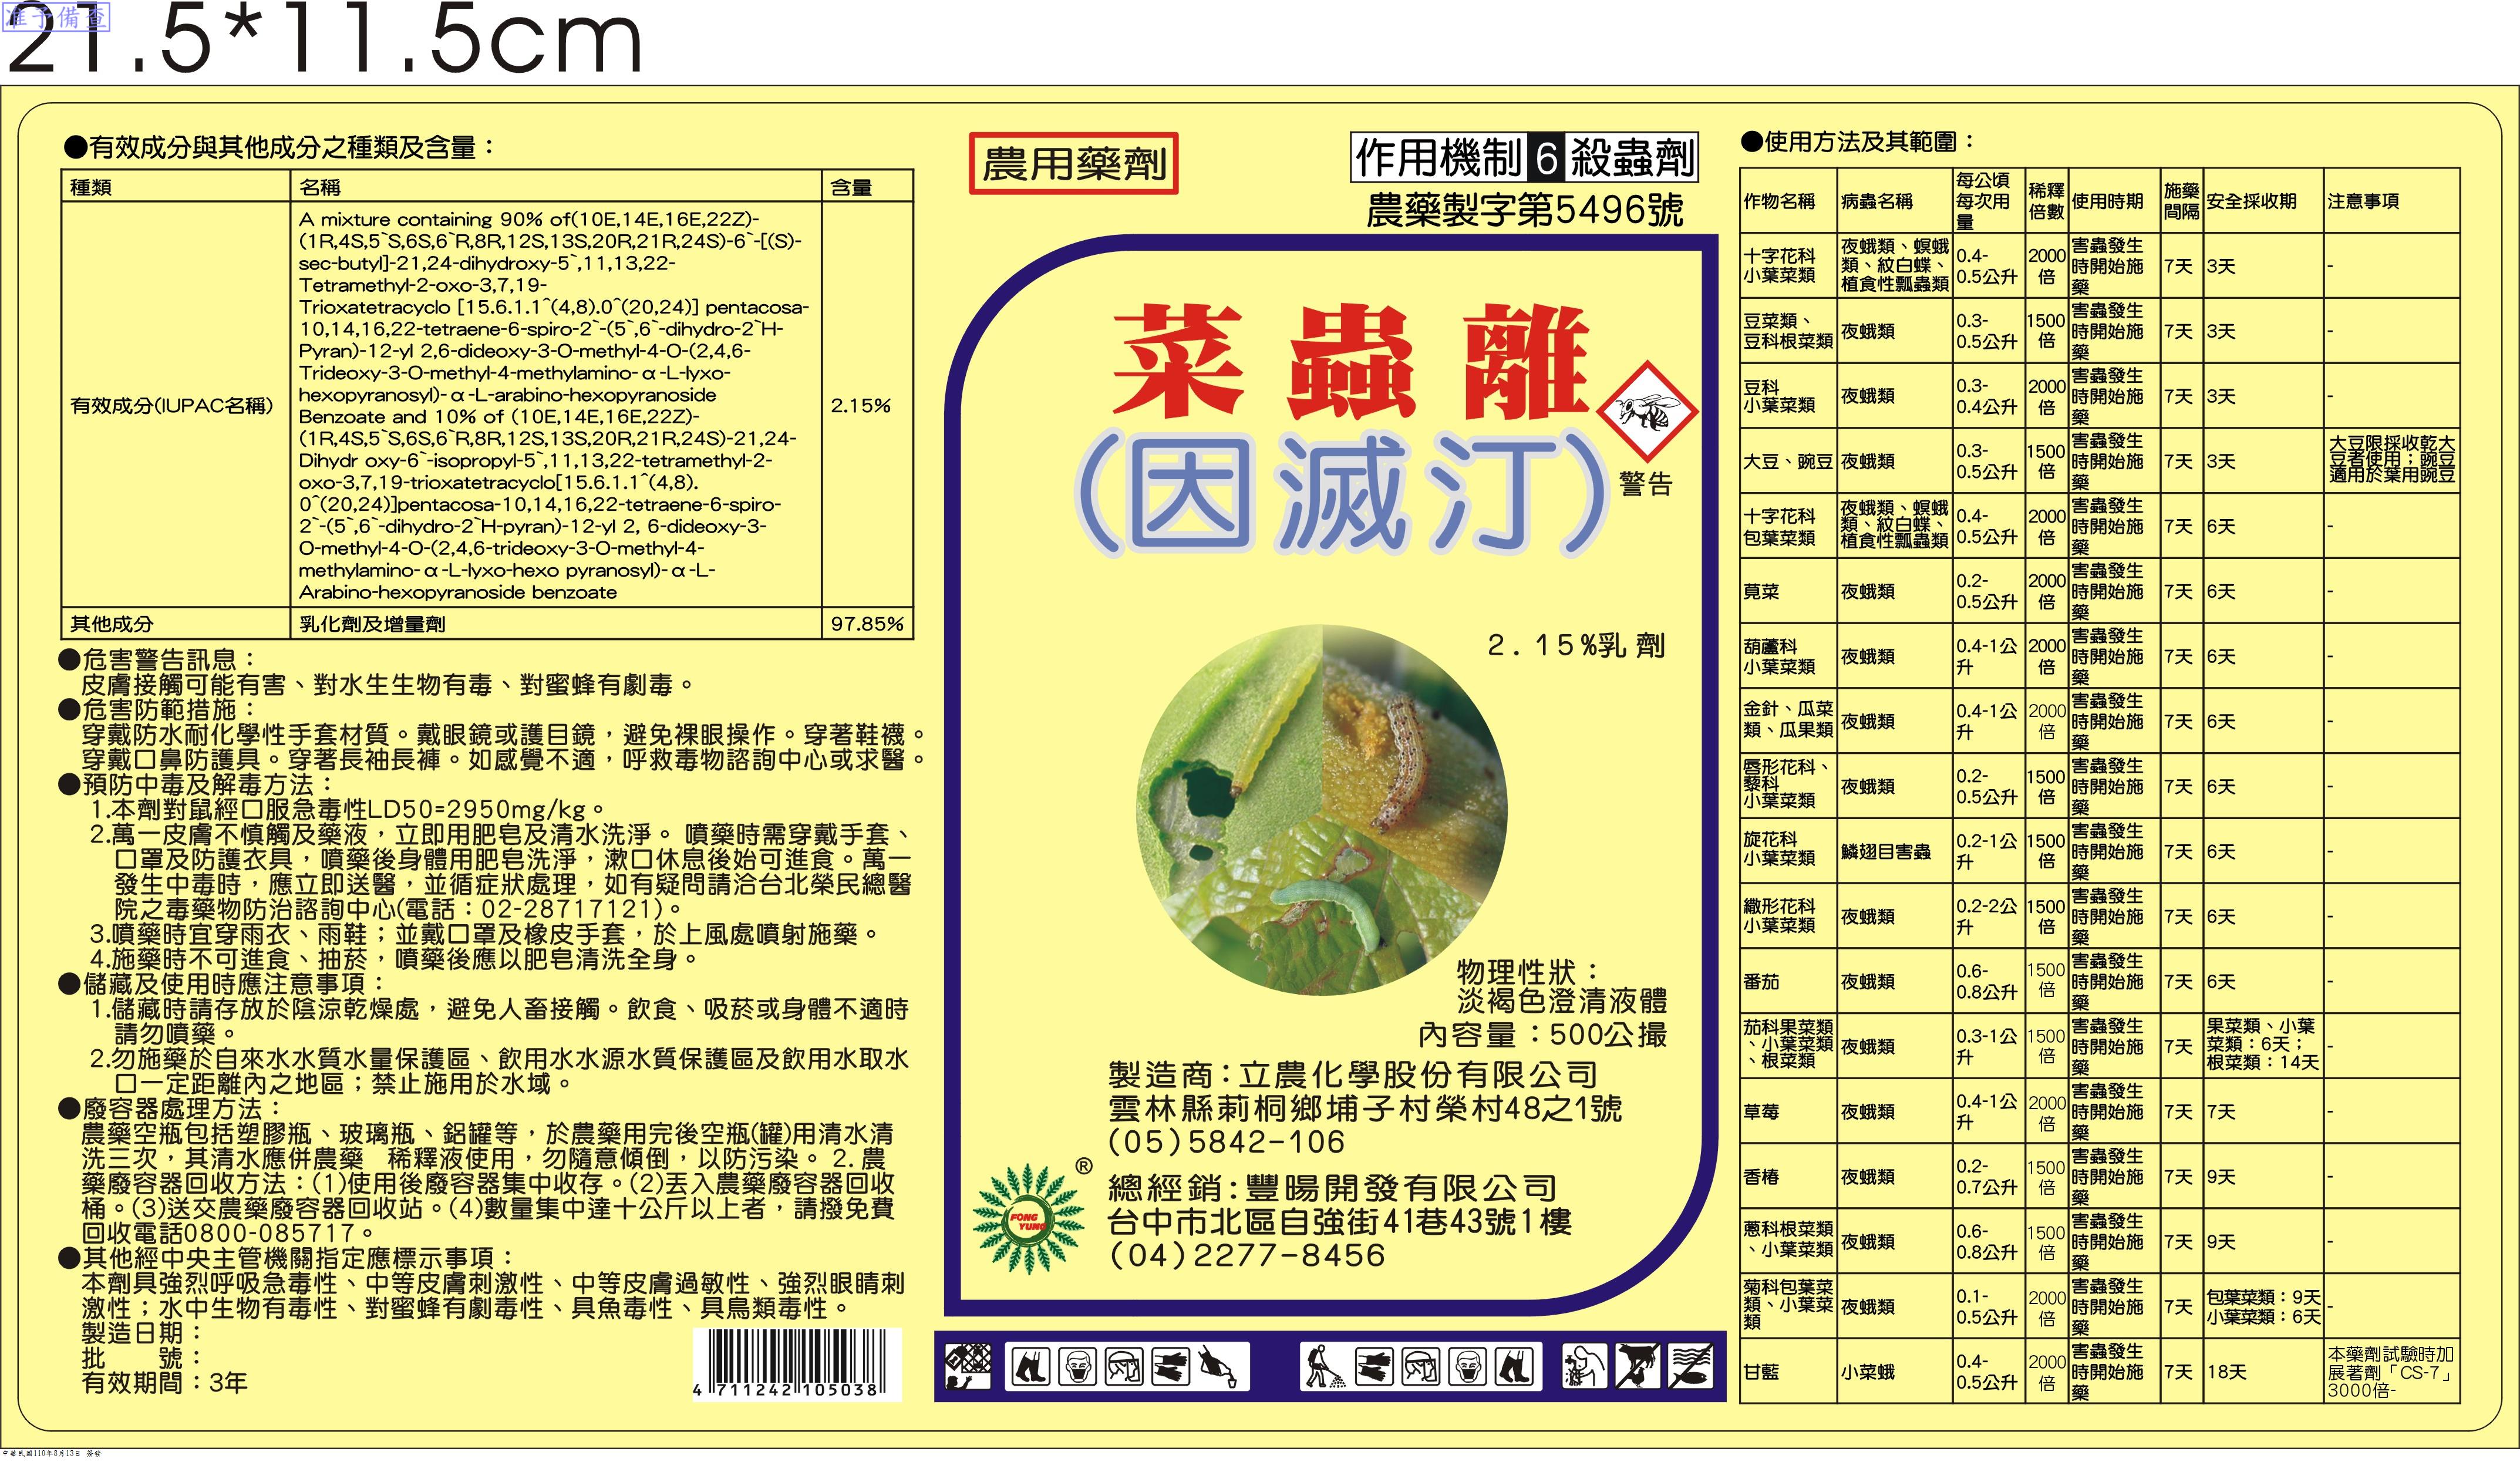 准予備查
21.5*11.5cm
●有效成分與其他成分之種類及含量：
種類 名稱 含量
有效成分(IUPAC名稱)
A mixture containing 90% of(10E,14E,16E,22Z)-
(1R,4S,5`S,6S,6`R,8R,12S,13S,20R,21R,24S)-6`-[(S)-
sec-butyl]-21,24-dihydroxy-5`,11,13,22-
Tetramethyl-2-oxo-3,7,19-
Trioxatetracyclo [15.6.1.1^(4,8).0^(20,24)] pentacosa-
10,14,16,22-tetraene-6-spiro-2`-(5`,6`-dihydro-2`H-
Pyran)-12-yl 2,6-dideoxy-3-O-methyl-4-O-(2,4,6-
Trideoxy-3-O-methyl-4-methylamino-α-L-lyxo-
hexopyranosyl)-α-L-arabino-hexopyranoside
Benzoate and 10% of (10E,14E,16E,22Z)-
(1R,4S,5`S,6S,6`R,8R,12S,13S,20R,21R,24S)-21,24-
Dihydr oxy-6`-isopropyl-5`,11,13,22-tetramethyl-2-
oxo-3,7,19-trioxatetracyclo[15.6.1.1^(4,8).
0^(20,24)]pentacosa-10,14,16,22-tetraene-6-spiro-
2`-(5`,6`-dihydro-2`H-pyran)-12-yl 2, 6-dideoxy-3-
O-methyl-4-O-(2,4,6-trideoxy-3-O-methyl-4-
methylamino-α-L-lyxo-hexo pyranosyl)-α-L-
Arabino-hexopyranoside benzoate
2.15%
其他成分 乳化劑及增量劑 97.85%
●危害警告訊息：
皮膚接觸可能有害、對水生生物有毒、對蜜蜂有劇毒。
●危害防範措施：
穿戴防水耐化學性手套材質。戴眼鏡或護目鏡，避免裸眼操作。穿著鞋襪。
穿戴口鼻防護具。穿著長袖長褲。如感覺不適，呼救毒物諮詢中心或求醫。
●預防中毒及解毒方法：
1.本劑對鼠經口服急毒性LD50=2950mg/kg。
2.萬一皮膚不慎觸及藥液，立即用肥皂及清水洗淨。 噴藥時需穿戴手套、
口罩及防護衣具，噴藥後身體用肥皂洗淨，漱口休息後始可進食。萬一
發生中毒時，應立即送醫，並循症狀處理，如有疑問請洽台北榮民總醫
院之毒藥物防治諮詢中心(電話：02-28717121)。
3.噴藥時宜穿雨衣、雨鞋；並戴口罩及橡皮手套，於上風處噴射施藥。
4.施藥時不可進食、抽菸，噴藥後應以肥皂清洗全身。
●儲藏及使用時應注意事項：
1.儲藏時請存放於陰涼乾燥處，避免人畜接觸。飲食、吸菸或身體不適時
請勿噴藥。
2.勿施藥於自來水水質水量保護區、飲用水水源水質保護區及飲用水取水
口一定距離內之地區；禁止施用於水域。
●廢容器處理方法：
農藥空瓶包括塑膠瓶、玻璃瓶、鋁罐等，於農藥用完後空瓶(罐)用清水清
洗三次，其清水應併農藥　稀釋液使用，勿隨意傾倒，以防污染。 2. 農
藥廢容器回收方法：(1)使用後廢容器集中收存。(2)丟入農藥廢容器回收
桶。(3)送交農藥廢容器回收站。(4)數量集中達十公斤以上者，請撥免費
回收電話0800-085717。
●其他經中央主管機關指定應標示事項：
本劑具強烈呼吸急毒性、中等皮膚刺激性、中等皮膚過敏性、強烈眼睛刺
激性；水中生物有毒性、對蜜蜂有劇毒性、具魚毒性、具鳥類毒性。
製造日期：
批　　號：
有效期間：3年
4 711242 105038
農用藥劑
作用機制 6 殺蟲劑
農藥製字第5496號
菜蟲離
(因滅汀)
警告
2.15%乳劑
物理性狀：
淡褐色澄清液體
內容量：500公撮
製造商：立農化學股份有限公司
雲林縣莿桐鄉埔子村榮村48之1號
(05)5842-106
®
FONG
YUNG
總經銷：豐暘開發有限公司
台中市北區自強街41巷43號1樓
(04)2277-8456
●使用方法及其範圍：
作物名稱 病蟲名稱 每公頃每次用量 稀釋倍數 使用時期 施藥間隔 安全採收期 注意事項
十字花科小葉菜類 夜蛾類、螟蛾類、紋白蝶、植食性瓢蟲類 0.4-0.5公升 2000倍 害蟲發生時開始施藥 7天 3天 -
豆菜類、豆科根菜類 夜蛾類 0.3-0.5公升 1500倍 害蟲發生時開始施藥 7天 3天 -
豆科小葉菜類 夜蛾類 0.3-0.4公升 2000倍 害蟲發生時開始施藥 7天 3天 -
大豆、豌豆 夜蛾類 0.3-0.5公升 1500倍 害蟲發生時開始施藥 7天 3天 大豆限採收乾大豆者使用；豌豆適用於葉用豌豆
十字花科包葉菜類 夜蛾類、螟蛾類、紋白蝶、植食性瓢蟲類 0.4-0.5公升 2000倍 害蟲發生時開始施藥 7天 6天 -
莧菜 夜蛾類 0.2-0.5公升 2000倍 害蟲發生時開始施藥 7天 6天 -
葫蘆科小葉菜類 夜蛾類 0.4-1公升 2000倍 害蟲發生時開始施藥 7天 6天 -
金針、瓜菜類、瓜果類 夜蛾類 0.4-1公升 2000倍 害蟲發生時開始施藥 7天 6天 -
唇形花科、藜科小葉菜類 夜蛾類 0.2-0.5公升 1500倍 害蟲發生時開始施藥 7天 6天 -
旋花科小葉菜類 鱗翅目害蟲 0.2-1公升 1500倍 害蟲發生時開始施藥 7天 6天 -
繖形花科小葉菜類 夜蛾類 0.2-2公升 1500倍 害蟲發生時開始施藥 7天 6天 -
番茄 夜蛾類 0.6-0.8公升 1500倍 害蟲發生時開始施藥 7天 6天 -
茄科果菜類、小葉菜類、根菜類 夜蛾類 0.3-1公升 1500倍 害蟲發生時開始施藥 7天 果菜類、小葉菜類：6天；根菜類：14天 -
草莓 夜蛾類 0.4-1公升 2000倍 害蟲發生時開始施藥 7天 7天 -
香椿 夜蛾類 0.2-0.7公升 1500倍 害蟲發生時開始施藥 7天 9天 -
蔥科根菜類、小葉菜類 夜蛾類 0.6-0.8公升 1500倍 害蟲發生時開始施藥 7天 9天 -
菊科包葉菜類、小葉菜類 夜蛾類 0.1-0.5公升 2000倍 害蟲發生時開始施藥 7天 包葉菜類：9天 小葉菜類：6天 -
甘藍 小菜蛾 0.4-0.5公升 2000倍 害蟲發生時開始施藥 7天 18天 本藥劑試驗時加展著劑「CS-7」3000倍-
中華民國110年8月13日 簽發